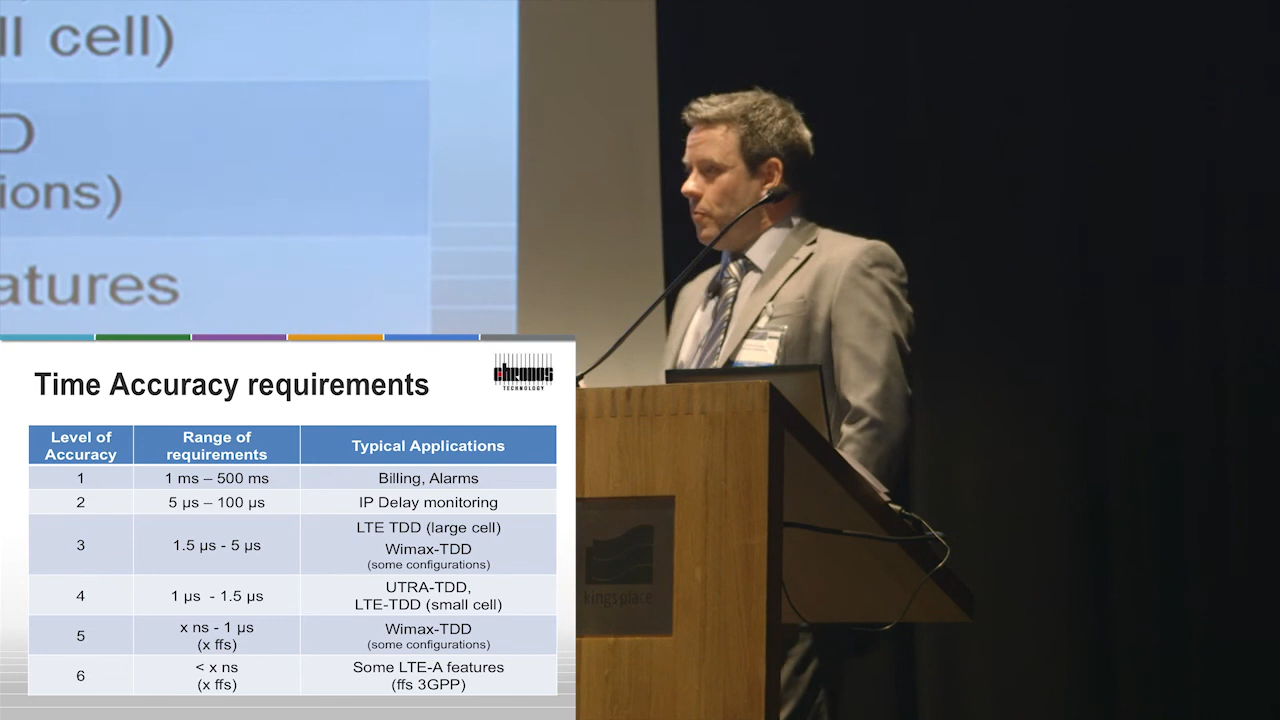 ll cell)
D
ions)
atures
Time Accuracy requirements
chronos
TECHNOLOGY
Level of Accuracy
Range of requirements
Typical Applications
1
1 ms – 500 ms
Billing, Alarms
2
5 µs – 100 µs
IP Delay monitoring
3
1.5 µs - 5 µs
LTE TDD (large cell)
Wimax-TDD
(some configurations)
4
1 µs - 1.5 µs
UTRA-TDD,
LTE-TDD (small cell)
5
x ns - 1 µs
(x ffs)
Wimax-TDD
(some configurations)
6
< x ns
(x ffs)
Some LTE-A features
(ffs 3GPP)
kings place